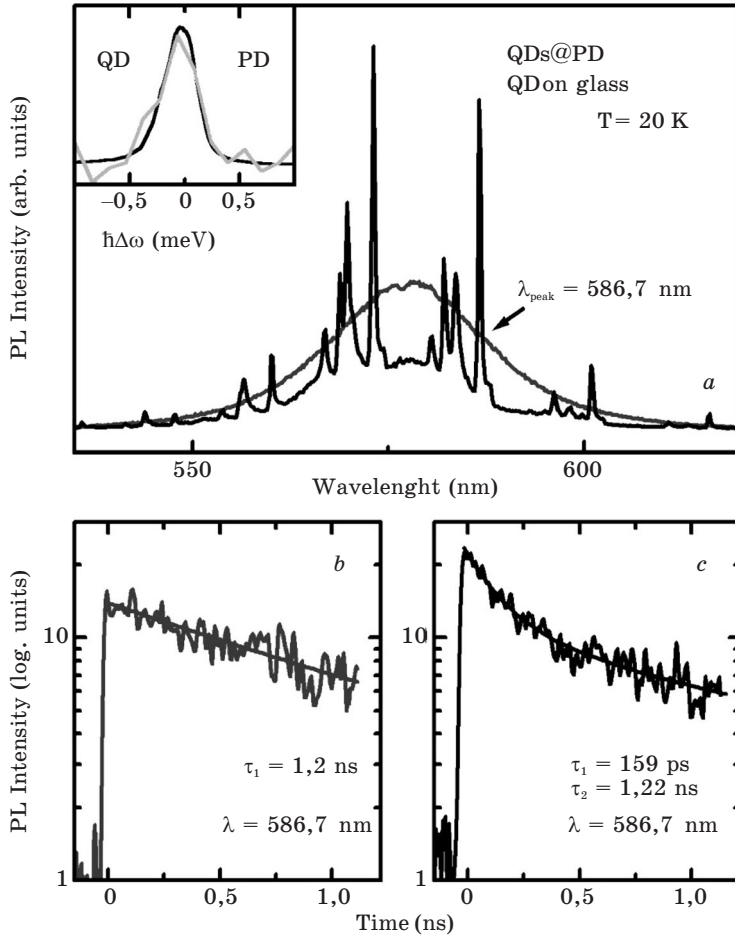 QD PD
–0,5 0 0,5
ħΔω (meV)
QDs@PD
QD on glass
T = 20 K
λpeak = 586,7 nm
a
PL Intensity (arb. units)
550 600
Wavelenght (nm)
b
10
1
τ1 = 1,2 ns
λ = 586,7 nm
0 0,5 1,0
PL Intensity (log. units)
c
10
1
τ1 = 159 ps
τ2 = 1,22 ns
λ = 586,7 nm
0 0,5 1,0
Time (ns)